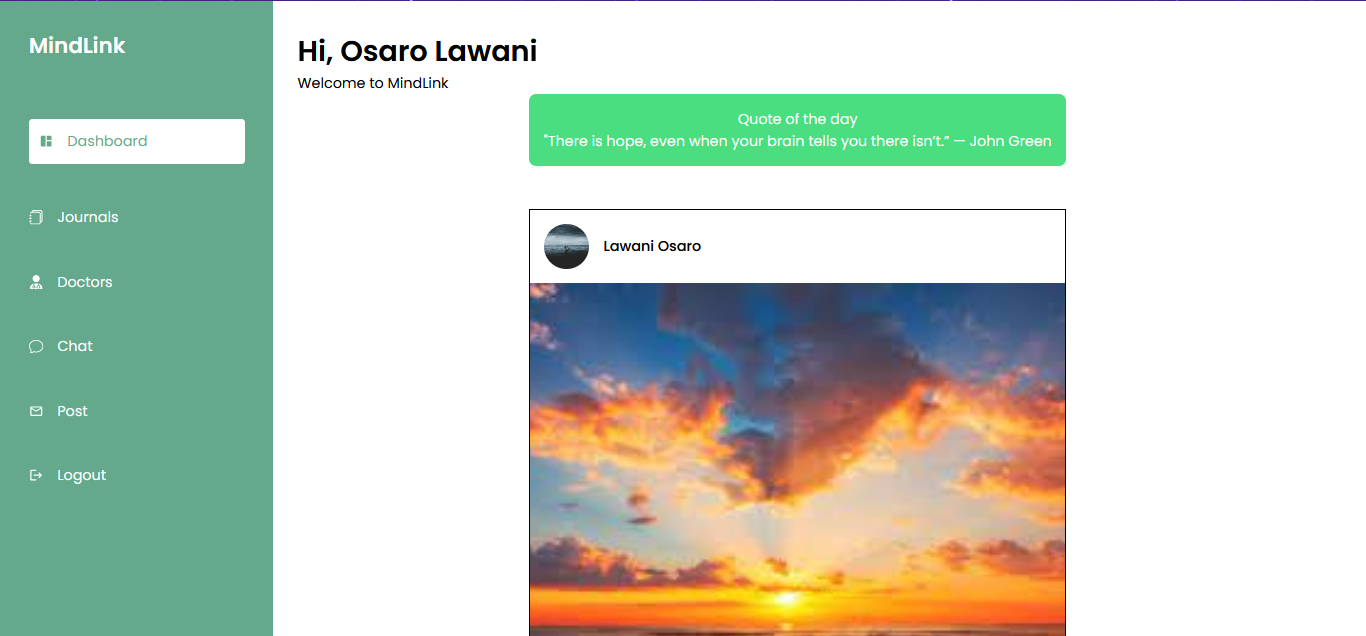 MindLink
Dashboard
Journals
Doctors
Chat
Post
Logout
Hi, Osaro Lawani
Welcome to MindLink
Quote of the day
"There is hope, even when your brain tells you there isn’t.” — John Green
Lawani Osaro